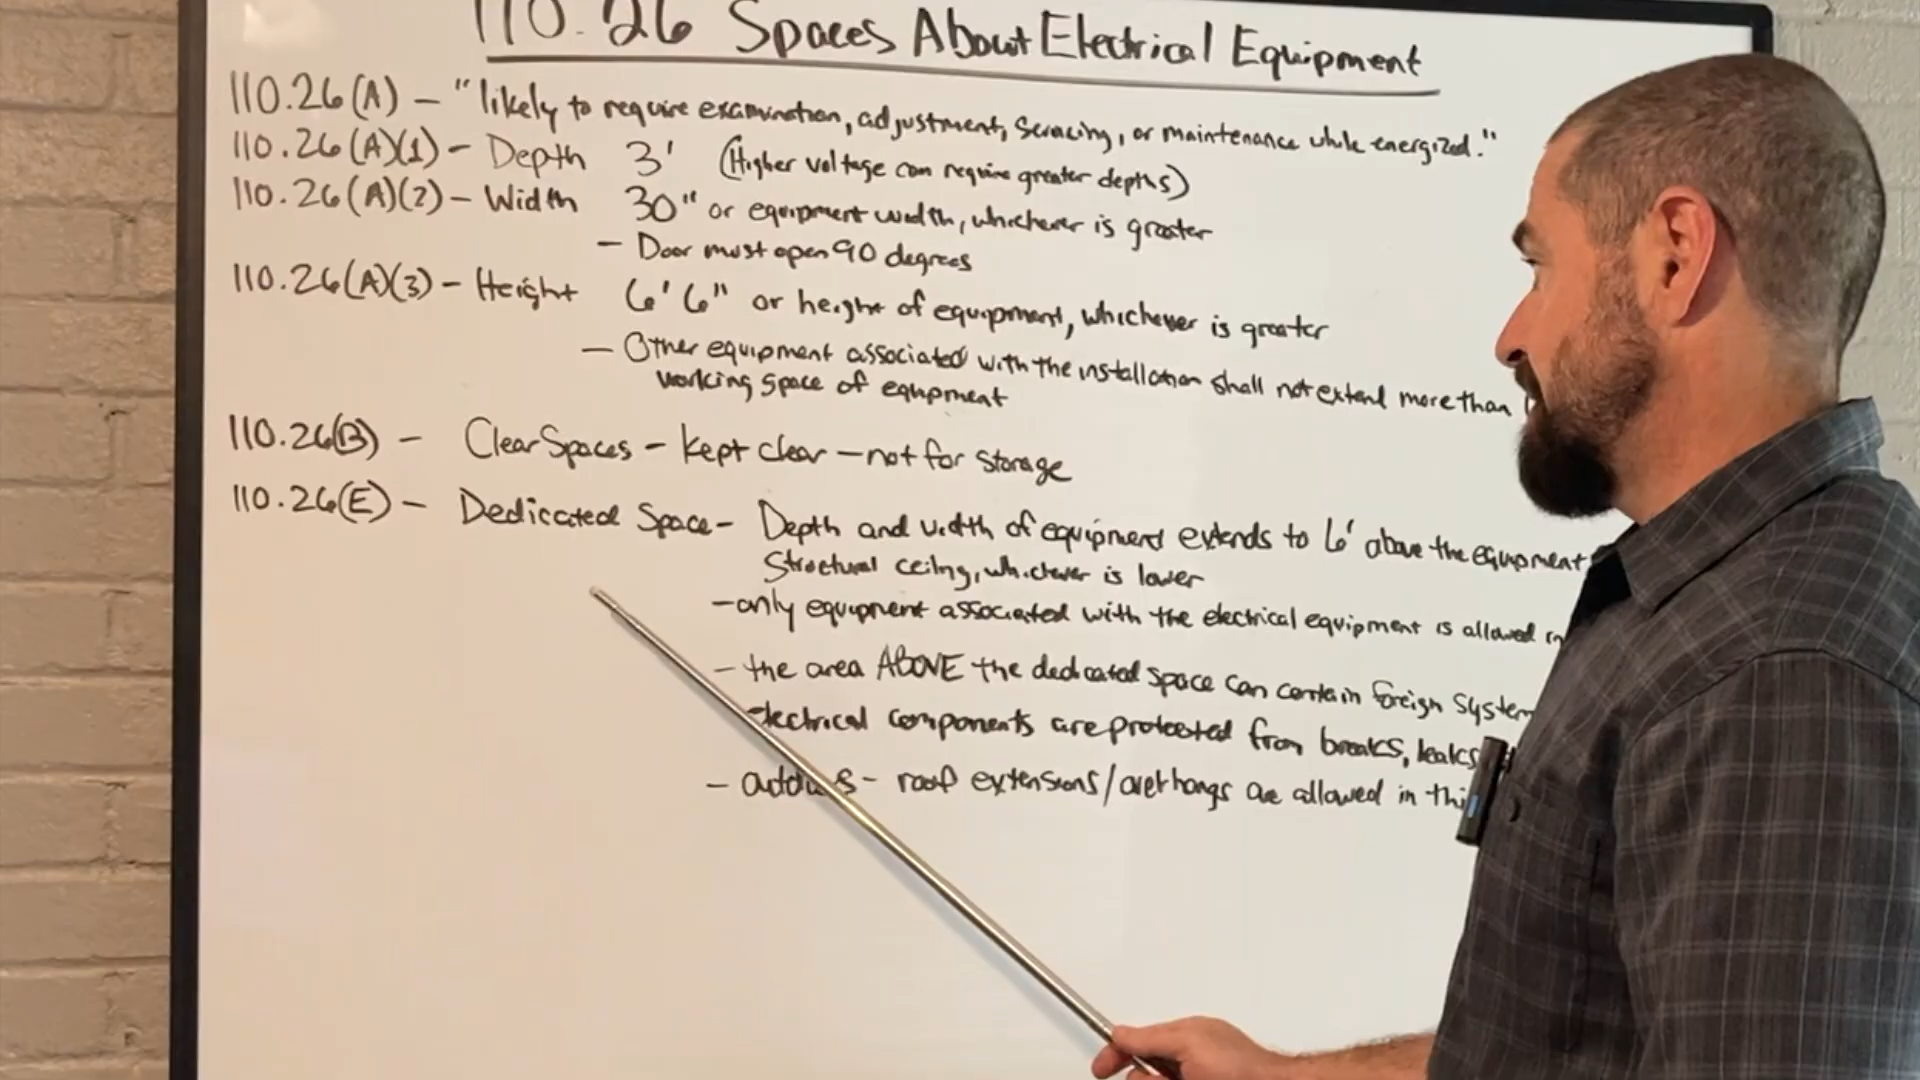 110.26 Spaces About Electrical Equipment
110.26(A) - "likely to require examination, adjustment, servicing, or maintenance while energized."
110.26(A)(1) - Depth 3' (Higher voltage can require greater depths)
110.26(A)(2) - Width 30" or equipment width, whichever is greater
- Door must open 90 degrees
110.26(A)(3) - Height 6'6" or height of equipment, whichever is greater
- Other equipment associated with the installation shall not extend more than
working space of equipment
110.26(B) - Clear Spaces - kept clear - not for storage
110.26(E) - Dedicated Space - Depth and width of equipment extends to 6' above the equipment
Structural ceiling, whichever is lower
- only equipment associated with the electrical equipment is allowed in
- the area ABOVE the dedicated space can contain foreign system
electrical components are protected from breaks, leaks
- roof extensions/overhangs are allowed in